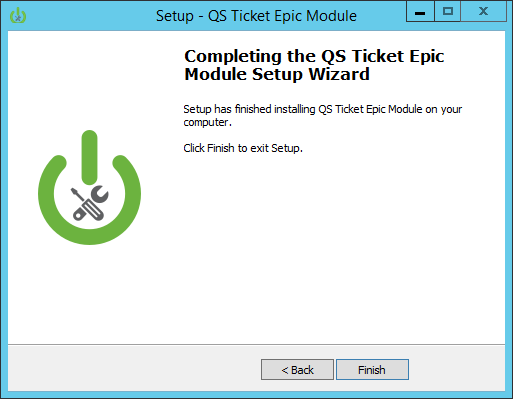 Setup - QS Ticket Epic Module
Completing the QS Ticket Epic
Module Setup Wizard
Setup has finished installing QS Ticket Epic Module on your
computer.
Click Finish to exit Setup.
< Back
Finish